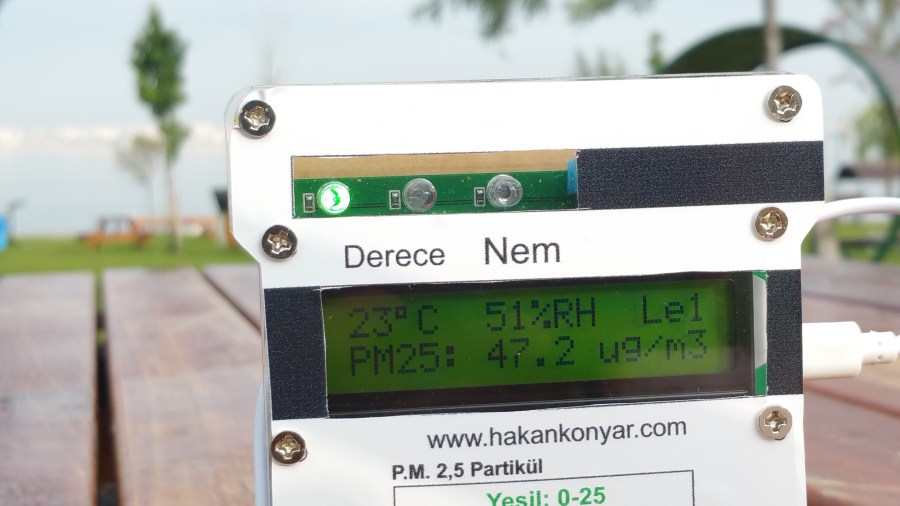 Derece Nem
23°C 51%RH Le1
PM25: 47.2 ug/m3
www.hakankonyar.com
P.M. 2,5 Partikül
Yeşil: 0-25